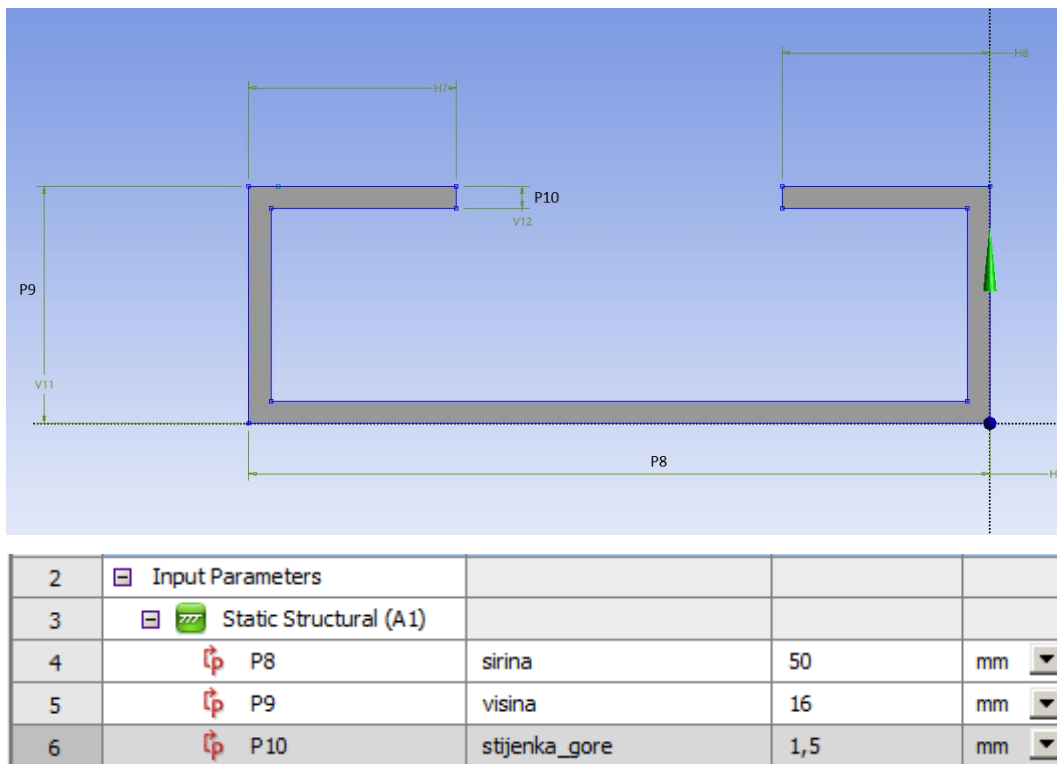 H8
H7
P10
V12
P9
V11
P8
H
2 Input Parameters
3 Static Structural (A1)
4 P8 sirina 50 mm
5 P9 visina 16 mm
6 P10 stijenka_gore 1,5 mm